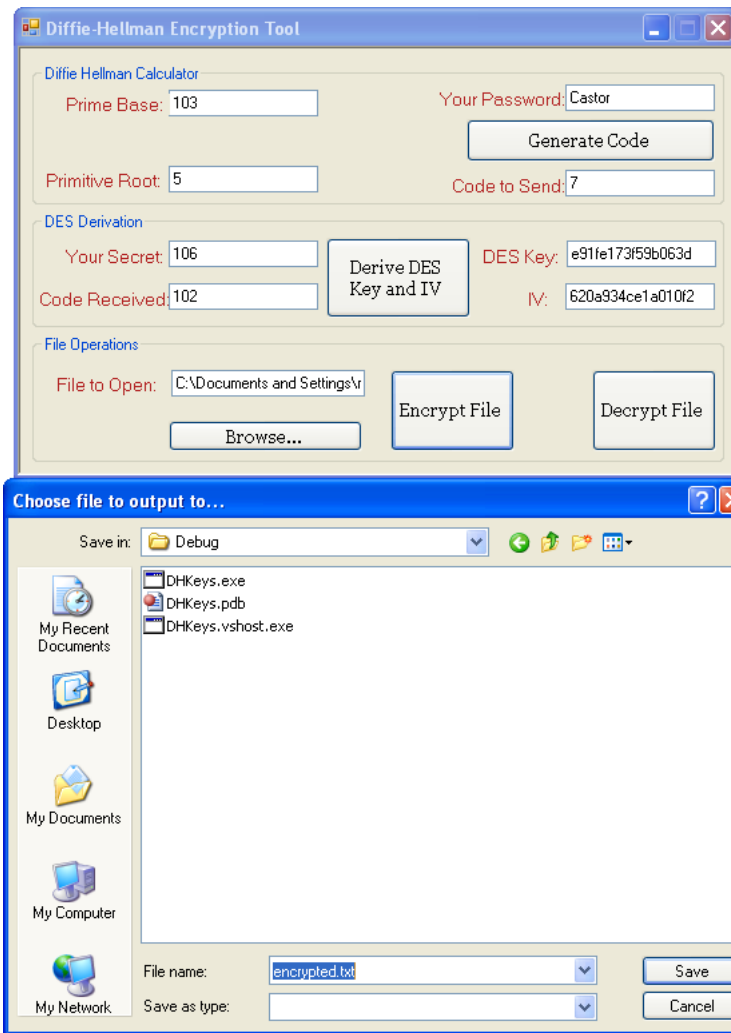 Diffie-Hellman Encryption Tool
Diffie Hellman Calculator
Prime Base: 103
Your Password: Castor
Generate Code
Primitive Root: 5
Code to Send: 7
DES Derivation
Your Secret: 106
Derive DES
Key and IV
DES Key: e91fe173f59b063d
Code Received: 102
IV: 620a934ce1a010f2
File Operations
File to Open: C:\Documents and Settings\r
Encrypt File
Decrypt File
Browse...
Choose file to output to...
Save in: Debug
DHKeys.exe
DHKeys.pdb
DHKeys.vshost.exe
My Recent
Documents
Desktop
My Documents
My Computer
My Network
File name: encrypted.txt
Save
Save as type:
Cancel